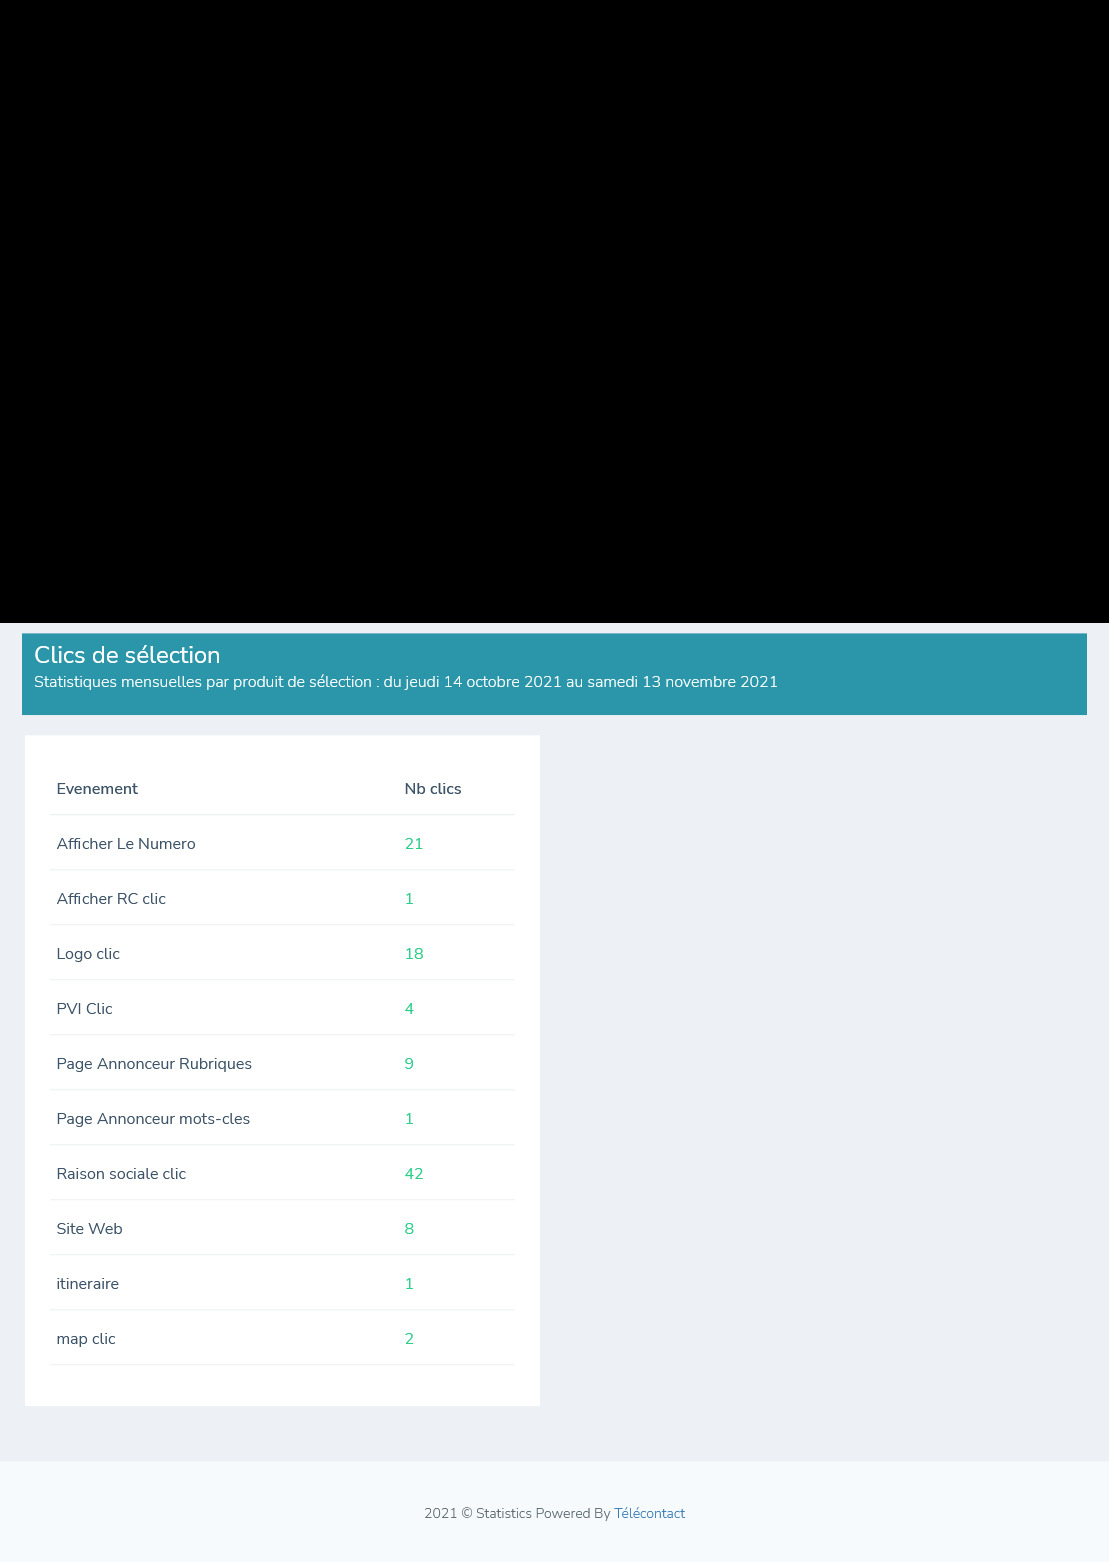 Clics de sélection
Statistiques mensuelles par produit de sélection : du jeudi 14 octobre 2021 au samedi 13 novembre 2021
Evenement Nb clics
Afficher Le Numero 21
Afficher RC clic 1
Logo clic 18
PVI Clic 4
Page Annonceur Rubriques 9
Page Annonceur mots-cles 1
Raison sociale clic 42
Site Web 8
itineraire 1
map clic 2
2021 © Statistics Powered By Télécontact